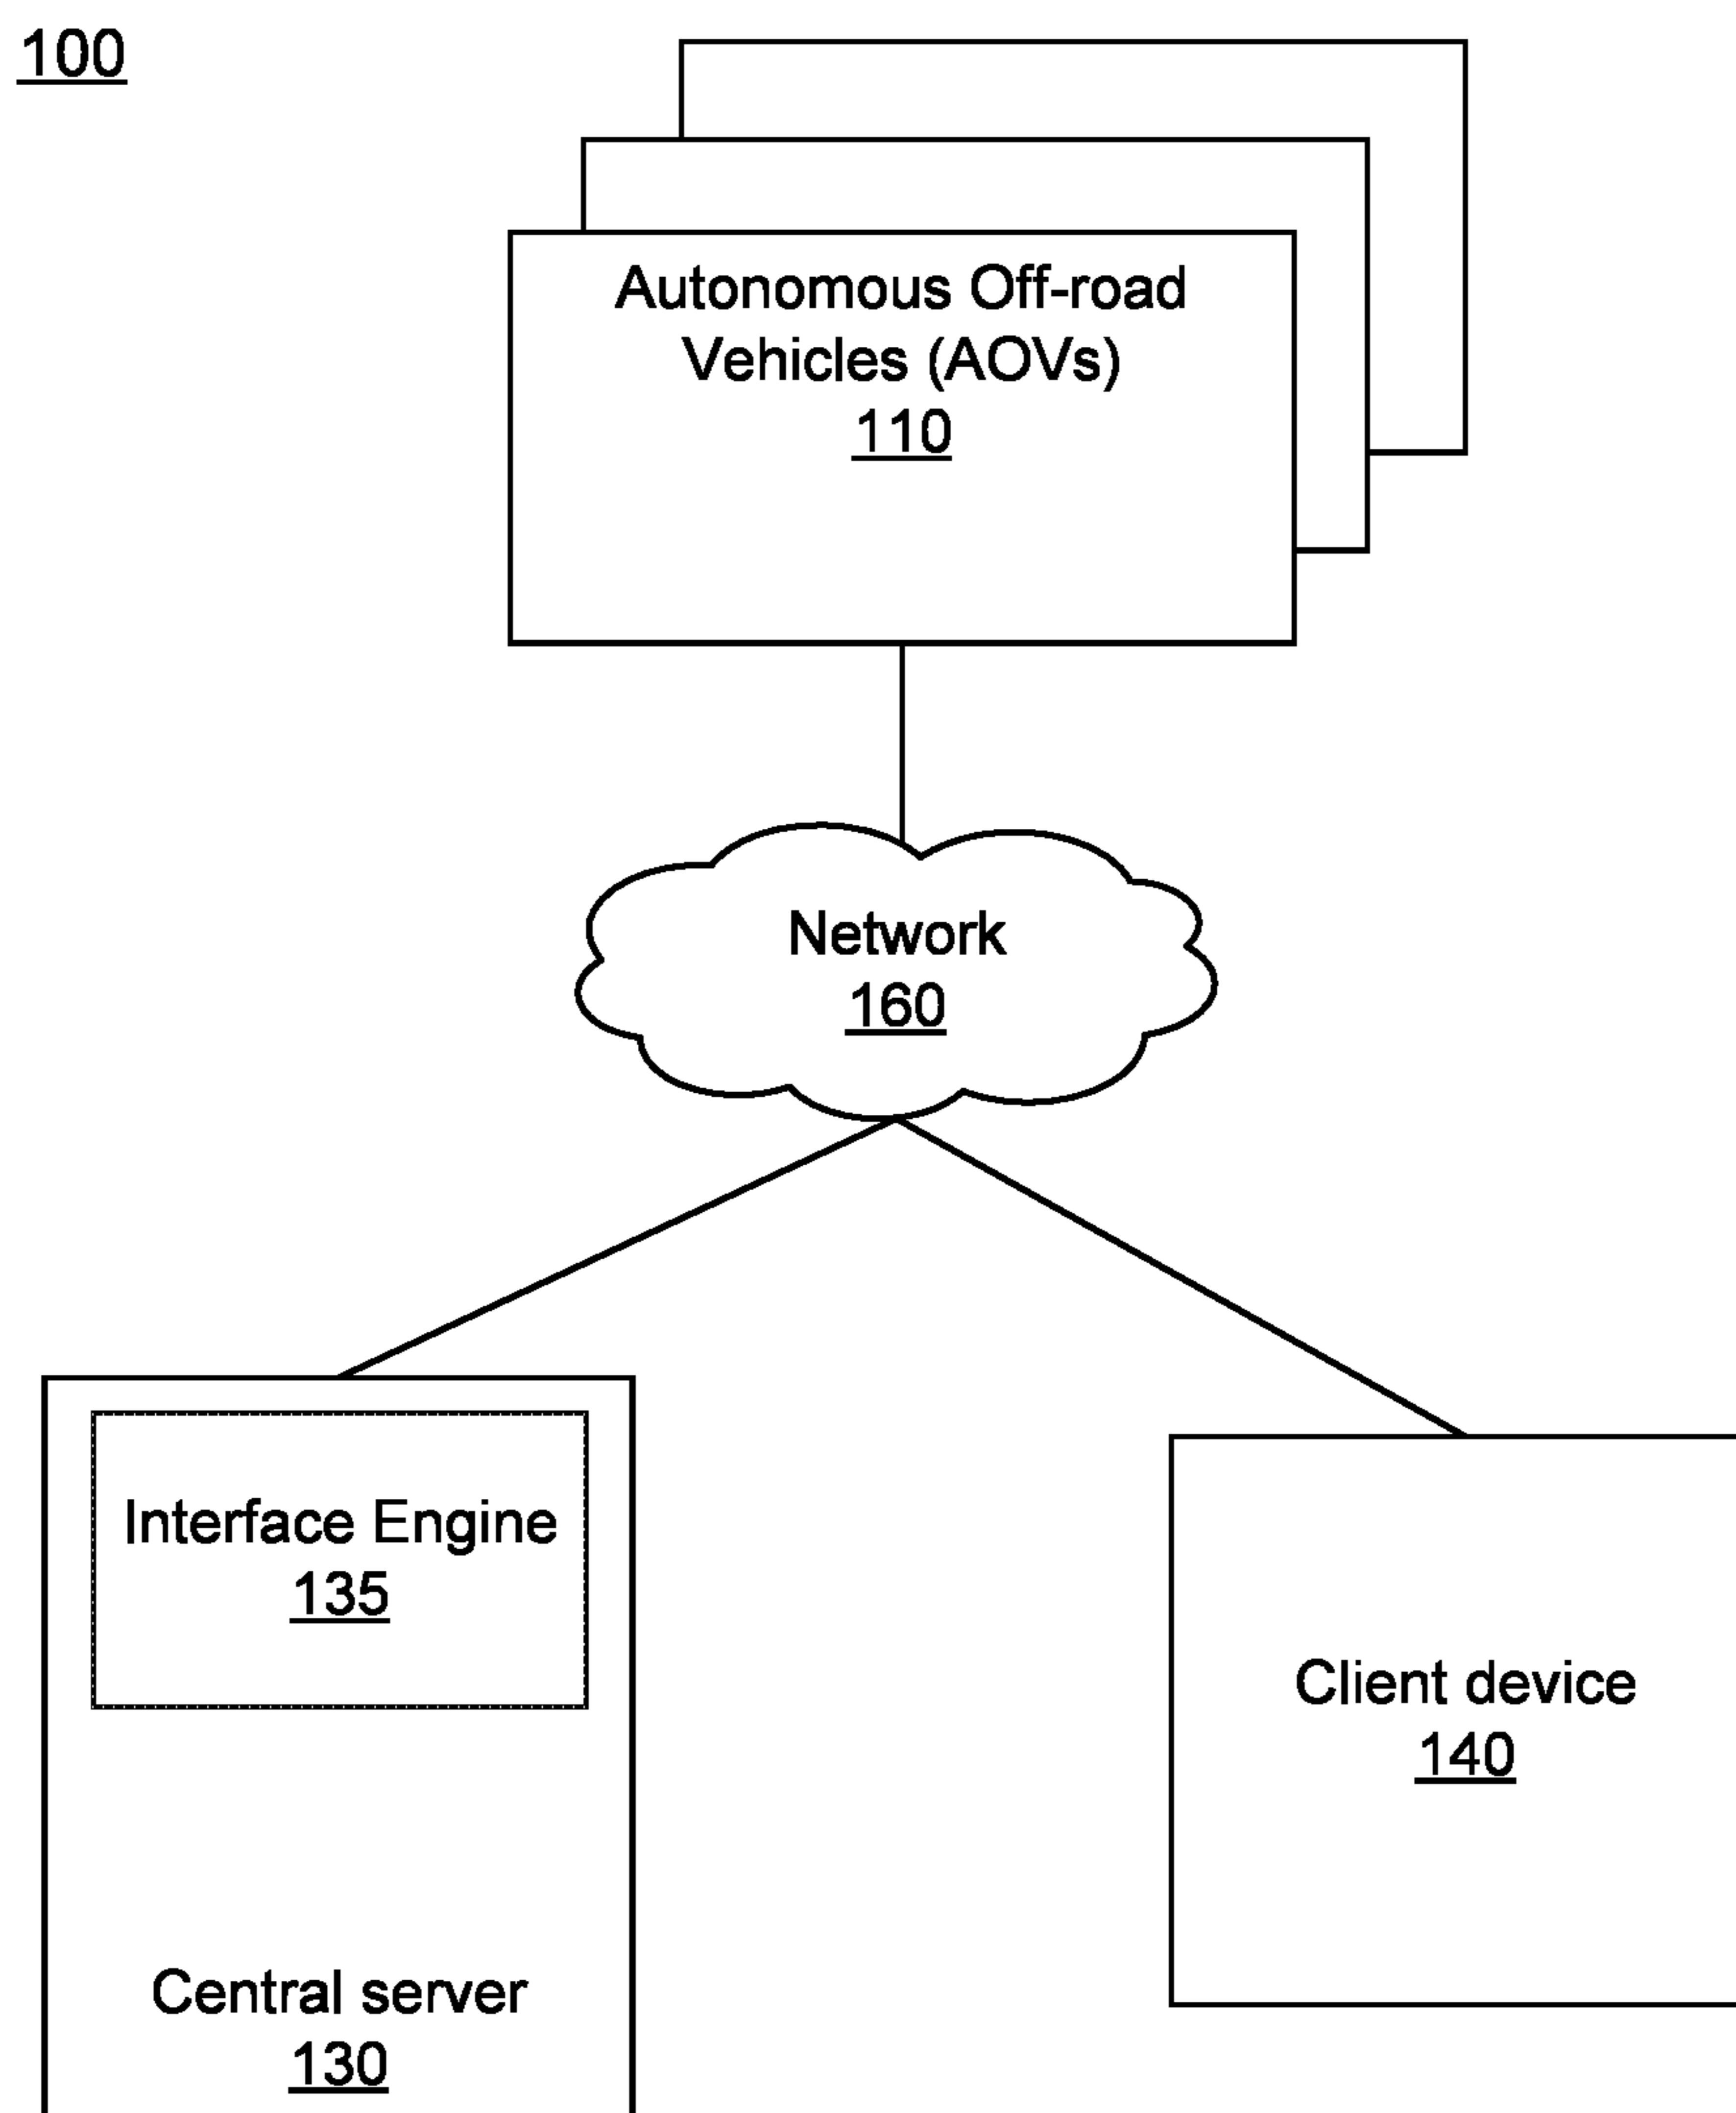 100
Autonomous Off-road
Vehicles (AOVs)
110
Network
160
Interface Engine
135
Client device
140
Central server
130